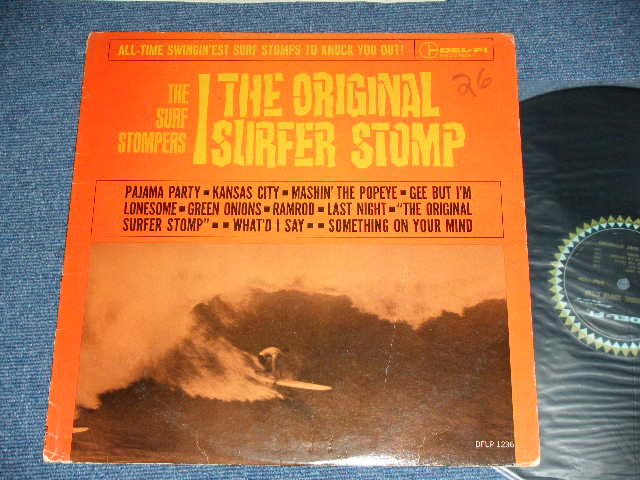 ALL-TIME SWINGIN'EST SURF STOMPS TO KNOCK YOU OUT!
DEL-FI
RECORDS
26
THE
SURF
STOMPERS
THE ORIGINAL
SURFER STOMP
PAJAMA PARTY ▪ KANSAS CITY ▪ MASHIN' THE POPEYE ▪ GEE BUT I'M
LONESOME ▪ GREEN ONIONS ▪ RAMROD ▪ LAST NIGHT ▪ "THE ORIGINAL
SURFER STOMP" ▪ ▪ WHAT'D I SAY ▪ ▪ SOMETHING ON YOUR MIND
DFLP 1236
DEL-FI